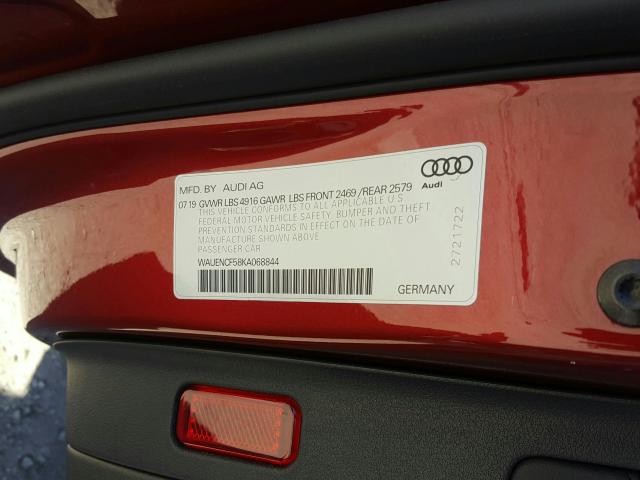 MFD. BY AUDI AG
Audi
07 19 GVWR LBS 4916 GAWR LBS FRONT 2469 /REAR 2579
THIS VEHICLE CONFORMS TO ALL APPLICABLE U S
FEDERAL MOTOR VEHICLE SAFETY, BUMPER AND THEFT
PREVENTION STANDARDS IN EFFECT ON THE DATE OF
MANUFACTURE SHOWN ABOVE
PASSENGER CAR
WAUENCF58KA068844
GERMANY
2721722